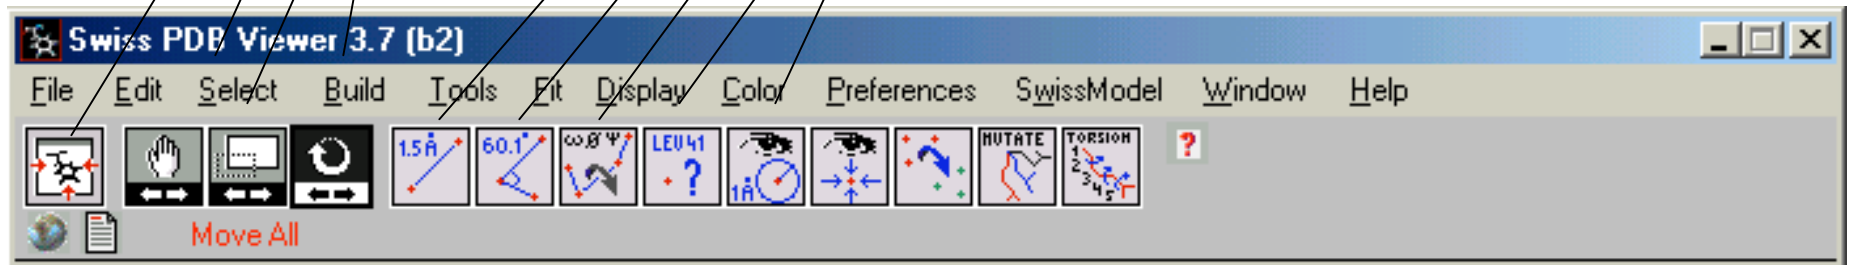 Swiss PDB Viewer 3.7 (b2)
File Edit Select Build Tools Fit Display Color Preferences SwissModel Window Help
1.5Å 60.1° ω,Ø,Ψ LEU41 ? 1Å MUTATE TORSION 1 2 3 4 5 ?
Move All